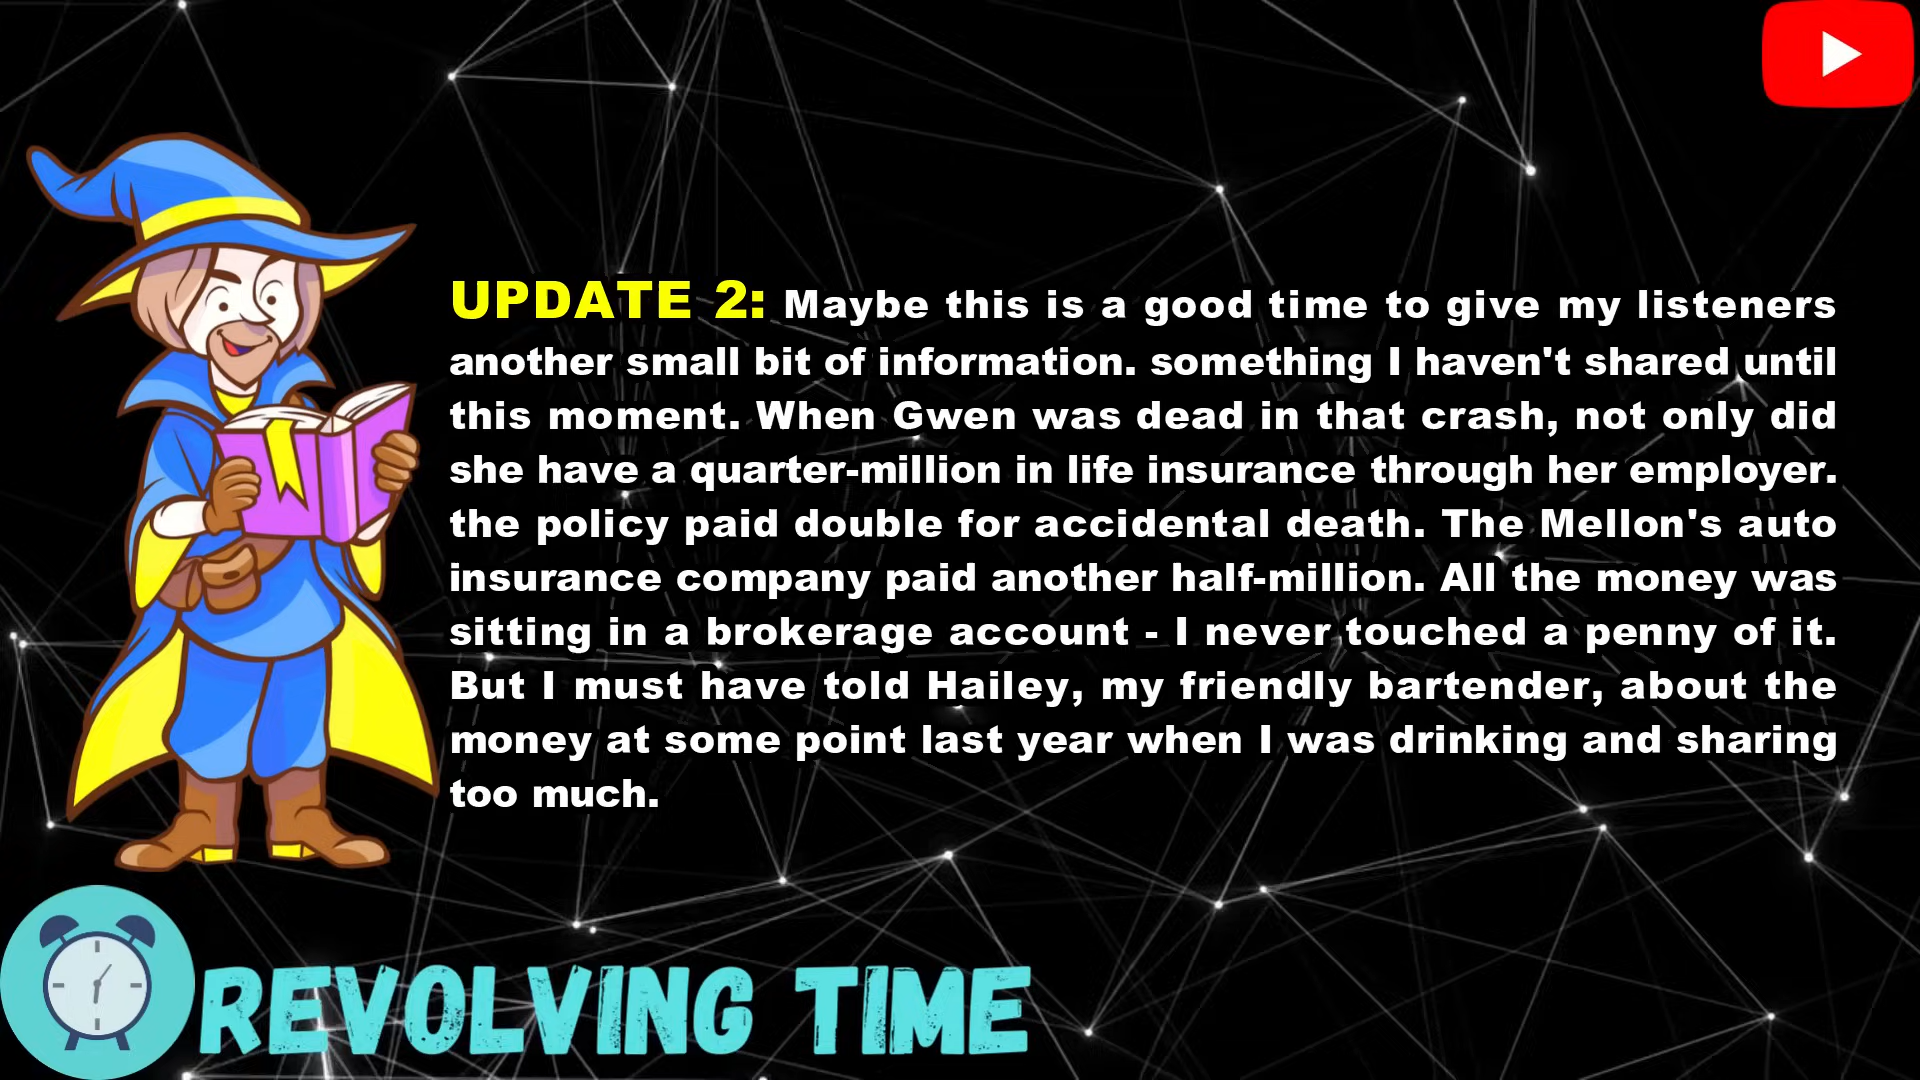 UPDATE 2: Maybe this is a good time to give my listeners
another small bit of information. something I haven't shared until
this moment. When Gwen was dead in that crash, not only did
she have a quarter-million in life insurance through her employer.
the policy paid double for accidental death. The Mellon's auto
insurance company paid another half-million. All the money was
sitting in a brokerage account - I never touched a penny of it.
But I must have told Hailey, my friendly bartender, about the
money at some point last year when I was drinking and sharing
too much.
REVOLVING TIME